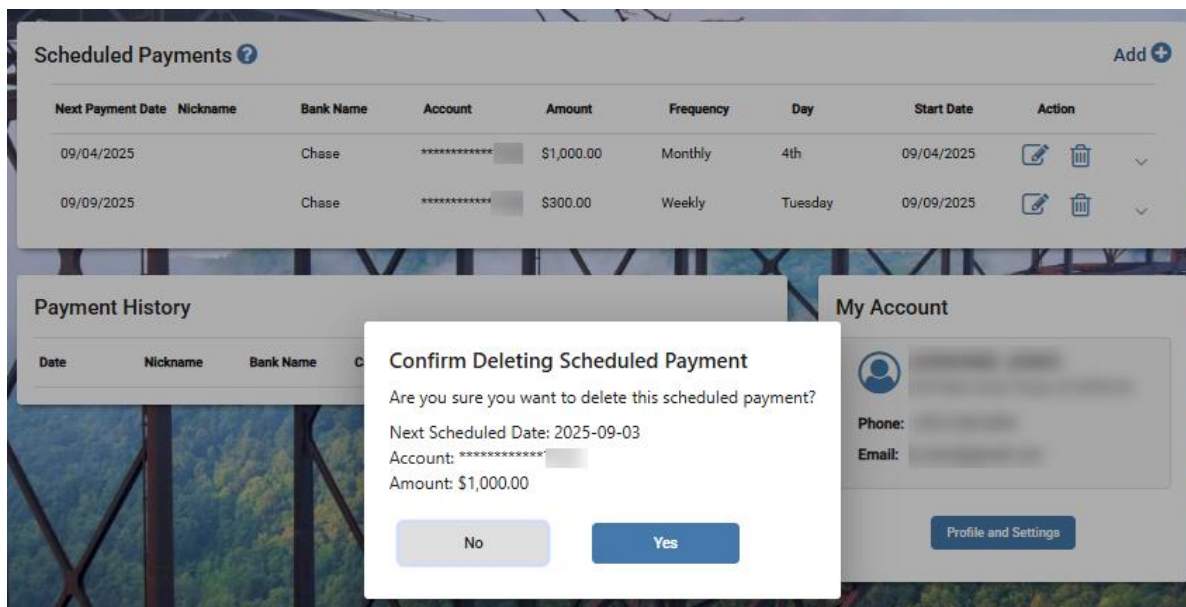 Scheduled Payments ?
Add +
Next Payment Date Nickname Bank Name Account Amount Frequency Day Start Date Action
09/04/2025 Chase ************ $1,000.00 Monthly 4th 09/04/2025
09/09/2025 Chase ************ $300.00 Weekly Tuesday 09/09/2025
Payment History
Date Nickname Bank Name
My Account
Phone:
Email:
Profile and Settings
Confirm Deleting Scheduled Payment
Are you sure you want to delete this scheduled payment?
Next Scheduled Date: 2025-09-03
Account: ************
Amount: $1,000.00
No Yes